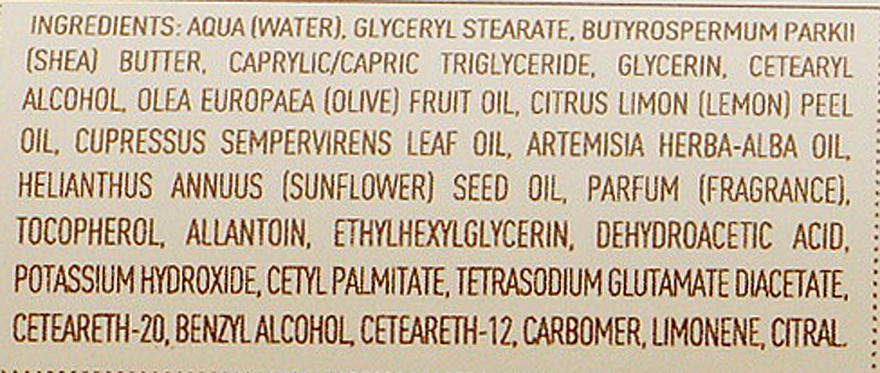 INGREDIENTS: AQUA (WATER), GLYCERYL STEARATE, BUTYROSPERMUM PARKII
(SHEA) BUTTER, CAPRYLIC/CAPRIC TRIGLYCERIDE, GLYCERIN, CETEARYL
ALCOHOL, OLEA EUROPAEA (OLIVE) FRUIT OIL, CITRUS LIMON (LEMON) PEEL
OIL, CUPRESSUS SEMPERVIRENS LEAF OIL, ARTEMISIA HERBA-ALBA OIL,
HELIANTHUS ANNUUS (SUNFLOWER) SEED OIL, PARFUM (FRAGRANCE),
TOCOPHEROL, ALLANTOIN, ETHYLHEXYLGLYCERIN, DEHYDROACETIC ACID,
POTASSIUM HYDROXIDE, CETYL PALMITATE, TETRASODIUM GLUTAMATE DIACETATE,
CETEARETH-20, BENZYL ALCOHOL, CETEARETH-12, CARBOMER, LIMONENE, CITRAL.